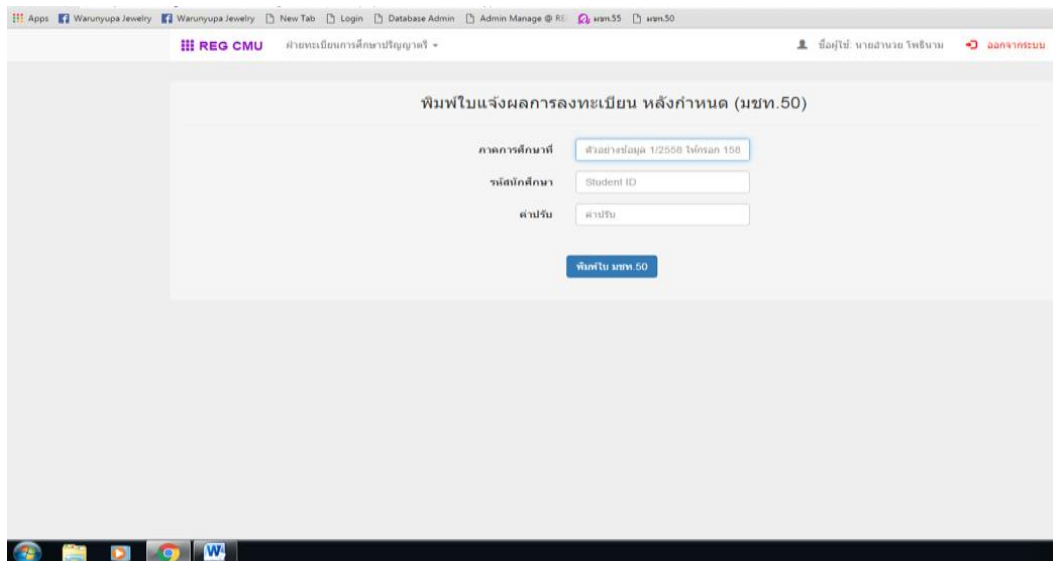 Apps Warunyupa Jewelry Warunyupa Jewelry New Tab Login Database Admin Admin Manage @ RE มชท.55 มชท.50
REG CMU ฝ่ายทะเบียนการศึกษาปริญญาตรี ชื่อผู้ใช้: นายอำนวย โพธินาม ออกจากระบบ
พิมพ์ใบแจ้งผลการลงทะเบียน หลังกำหนด (มชท.50)
ภาคการศึกษาที่ ตัวอย่างข้อมูล 1/2558 ให้กรอก 158
รหัสนักศึกษา Student ID
ค่าปรับ ค่าปรับ
พิมพ์ใบ มชท.50